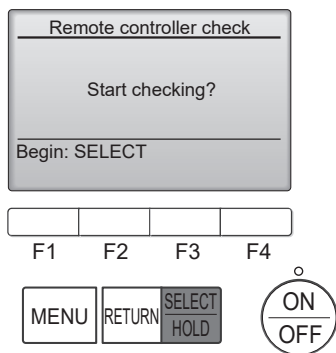 Remote controller check
Start checking?
Begin: SELECT
F1 F2 F3 F4
MENU RETURN SELECT
HOLD
ON
OFF